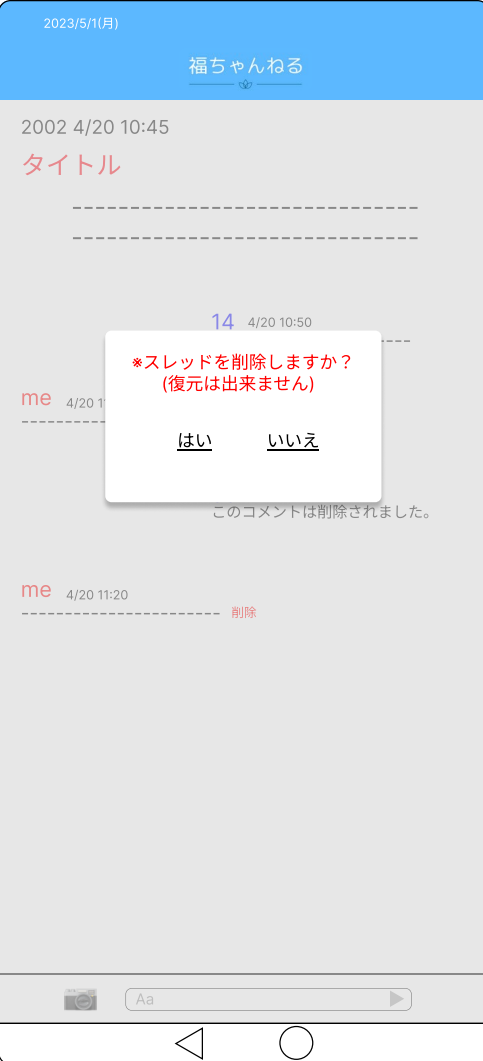 2023/5/1(月)
福ちゃんねる
2002 4/20 10:45
タイトル
14 4/20 10:50
※スレッドを削除しますか？
(復元は出来ません)
me 4/20 1
はい いいえ
このコメントは削除されました。
me 4/20 11:20
削除
Aa